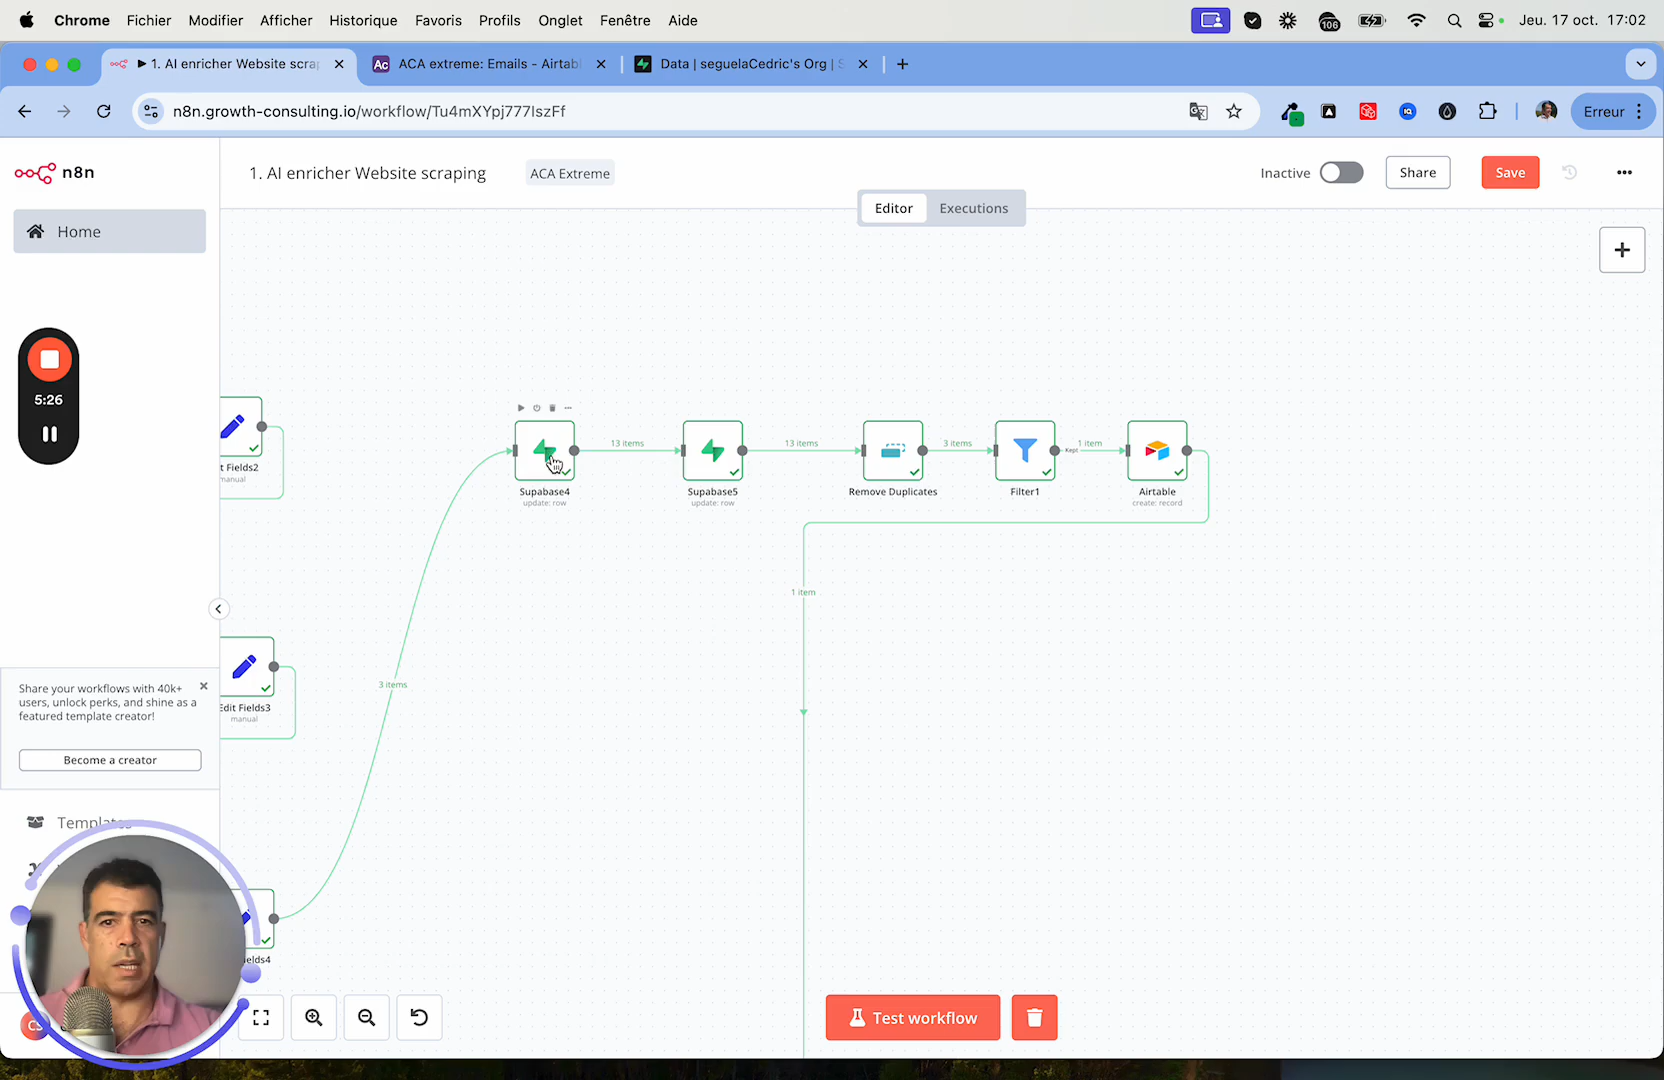 Chrome Fichier Modifier Afficher Historique Favoris Profils Onglet Fenêtre Aide
106
Jeu. 17 oct. 17:02
1. AI enricher Website scra
ACA extreme: Emails - Airtabl
Data | seguelaCedric's Org | S
n8n.growth-consulting.io/workflow/Tu4mXYpj777IszFf
Erreur
n8n
1. AI enricher Website scraping
ACA Extreme
Inactive
Share
Save
Editor
Executions
Home
5:26
t Fields2
manual
13 items
13 items
3 items
Kept
1 item
Supabase4
update: row
Supabase5
update: row
Remove Duplicates
Filter1
Airtable
create: record
1 item
3 items
Edit Fields3
manual
Share your workflows with 40k+
users, unlock perks, and shine as a
featured template creator!
Become a creator
Templates
ields4
CS
Test workflow